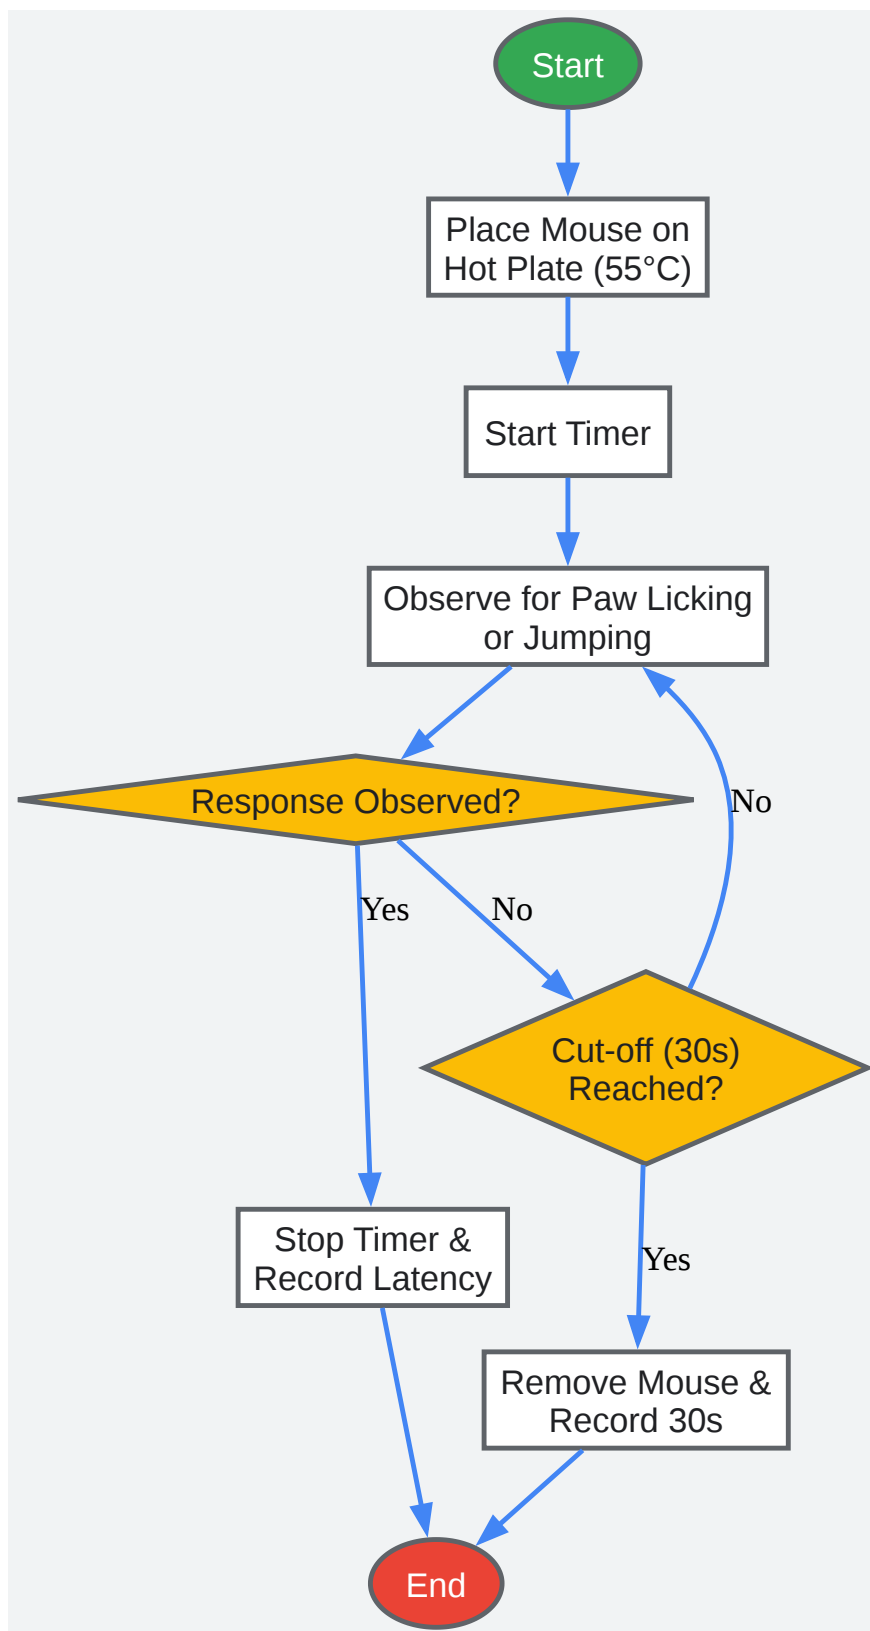 Start
Place Mouse on
Hot Plate (55°C)
Start Timer
Observe for Paw Licking
or Jumping
Response Observed?
No
Yes
No
Cut-off (30s)
Reached?
Stop Timer &
Record Latency
Yes
Remove Mouse &
Record 30s
End